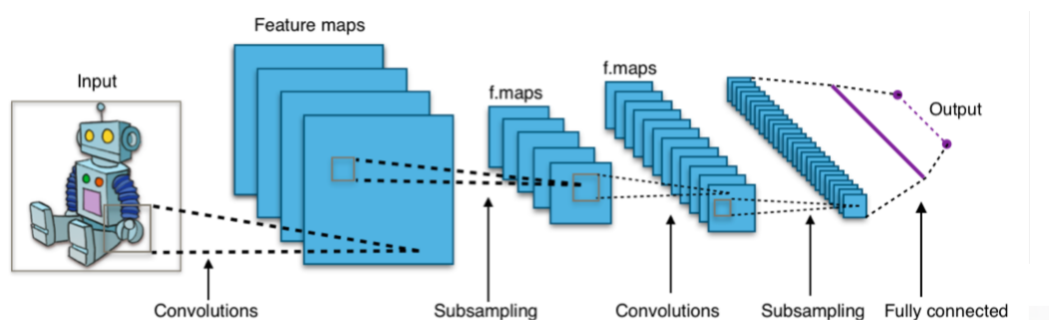 Feature maps
Input
f.maps
f.maps
Output
Convolutions
Subsampling
Convolutions
Subsampling
Fully connected